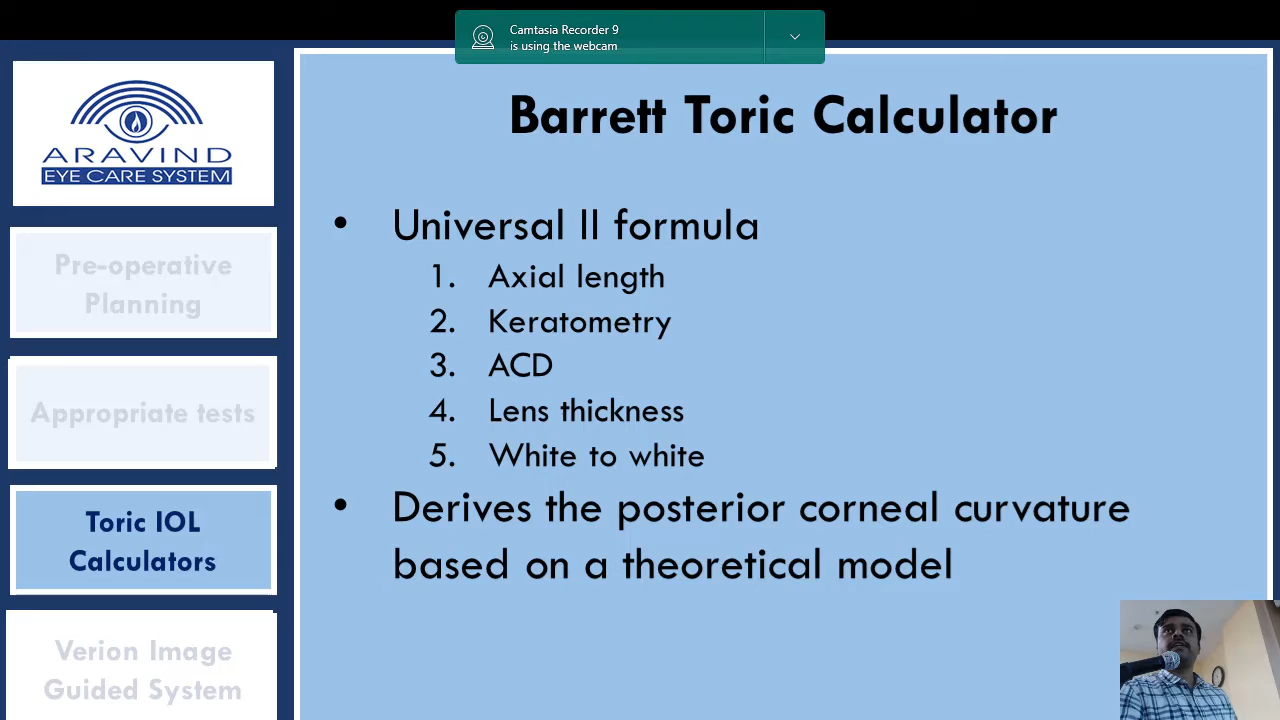 Camtasia Recorder 9
is using the webcam
ARAVIND
EYE CARE SYSTEM
Pre-operative
Planning
Appropriate tests
Toric IOL
Calculators
Verion Image
Guided System
Barrett Toric Calculator
• Universal II formula
1. Axial length
2. Keratometry
3. ACD
4. Lens thickness
5. White to white
• Derives the posterior corneal curvature
based on a theoretical model